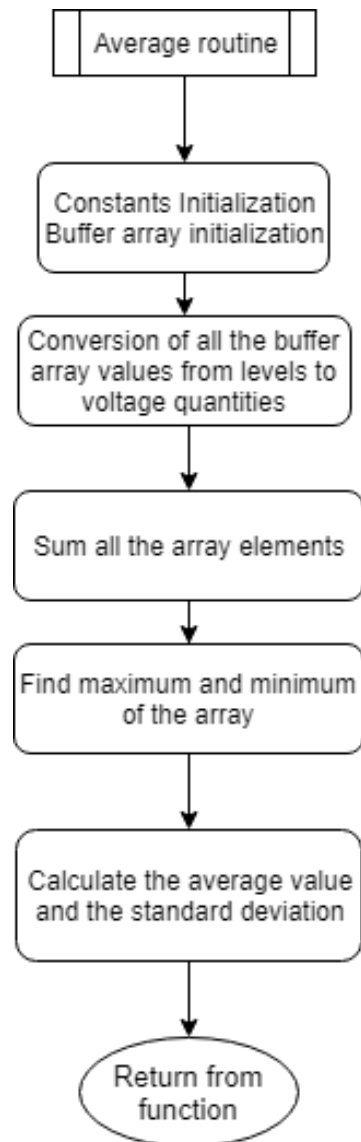 Average routine
Constants Initialization
Buffer array initialization
Conversion of all the buffer
array values from levels to
voltage quantities
Sum all the array elements
Find maximum and minimum
of the array
Calculate the average value
and the standard deviation
Return from
function